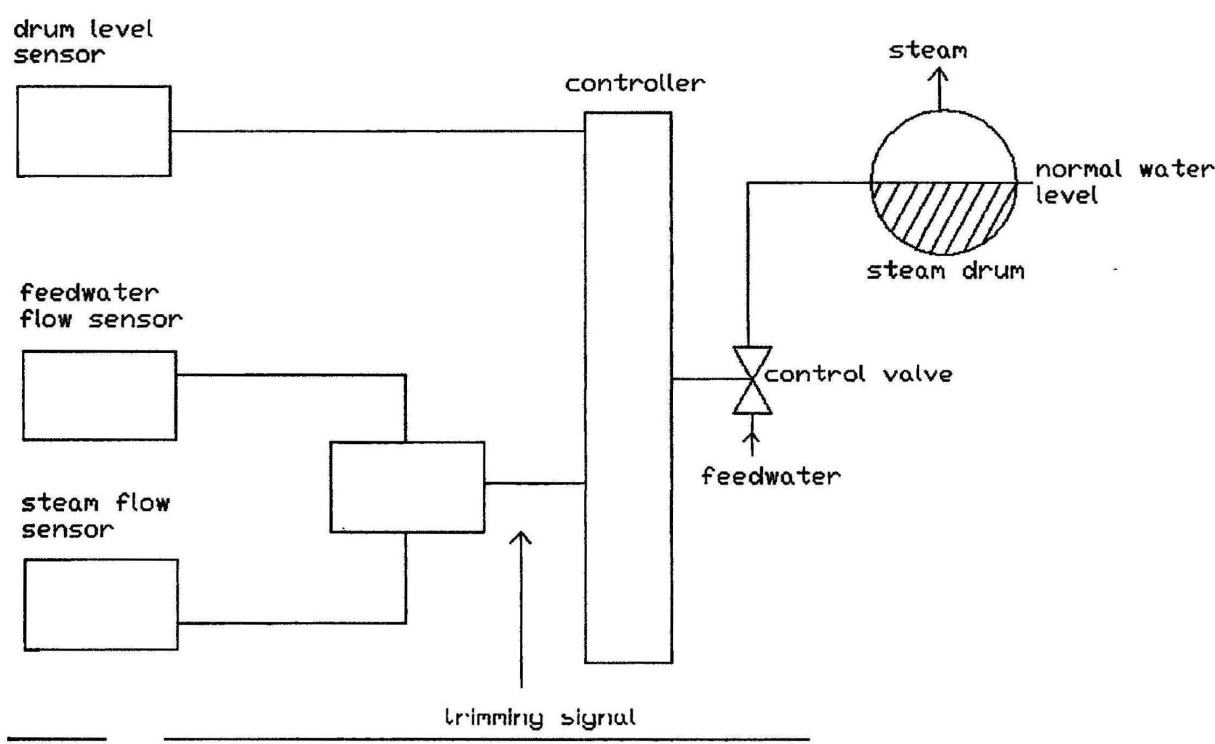 drum level
sensor
controller
steam
normal water
level
steam drum
feedwater
flow sensor
control valve
feedwater
steam flow
sensor
trimming signal